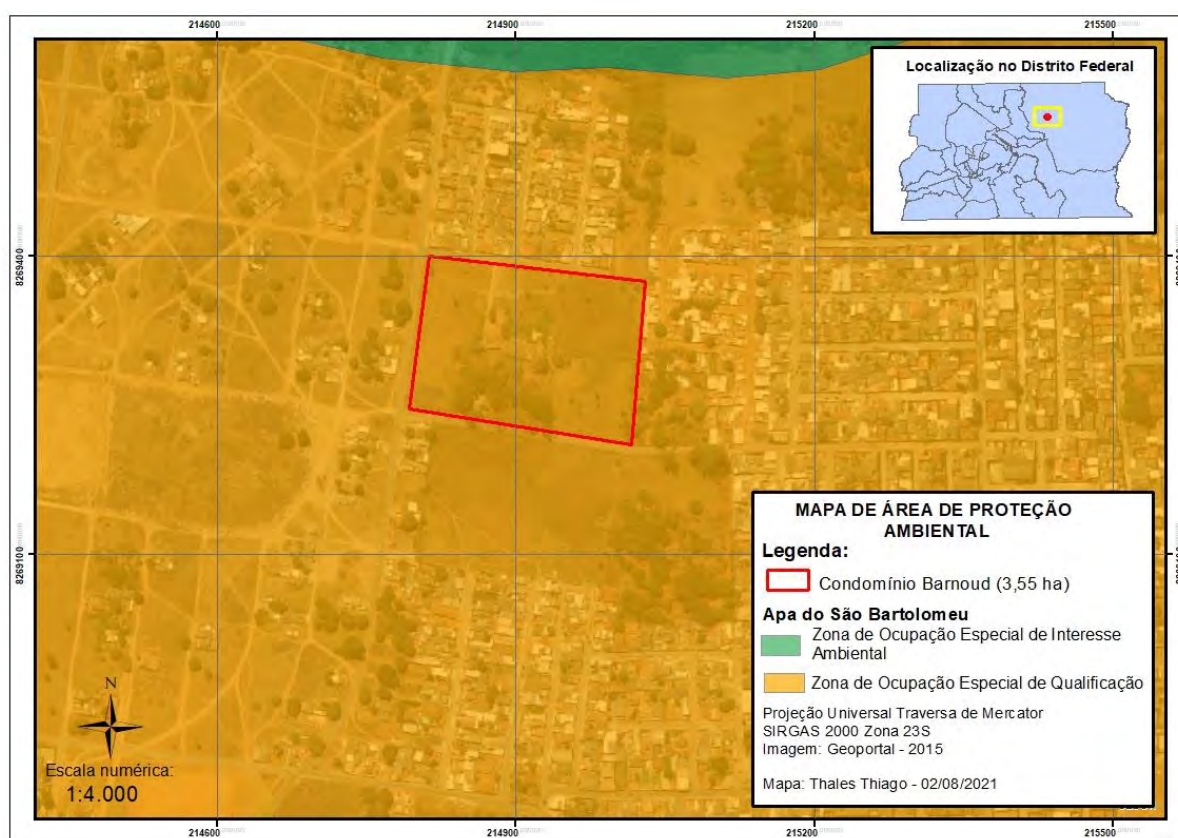 214600
214900
215200
215500
Localização no Distrito Federal
8269400
8269100
MAPA DE ÁREA DE PROTEÇÃO
AMBIENTAL
Legenda:
Condomínio Barnoud (3,55 ha)
Apa do São Bartolomeu
Zona de Ocupação Especial de Interesse
Ambiental
Zona de Ocupação Especial de Qualificação
Projeção Universal Traversa de Mercator
SIRGAS 2000 Zona 23S
Imagem: Geoportal - 2015
Mapa: Thales Thiago - 02/08/2021
N
Escala numérica:
1:4.000
214600
214900
215200
215500